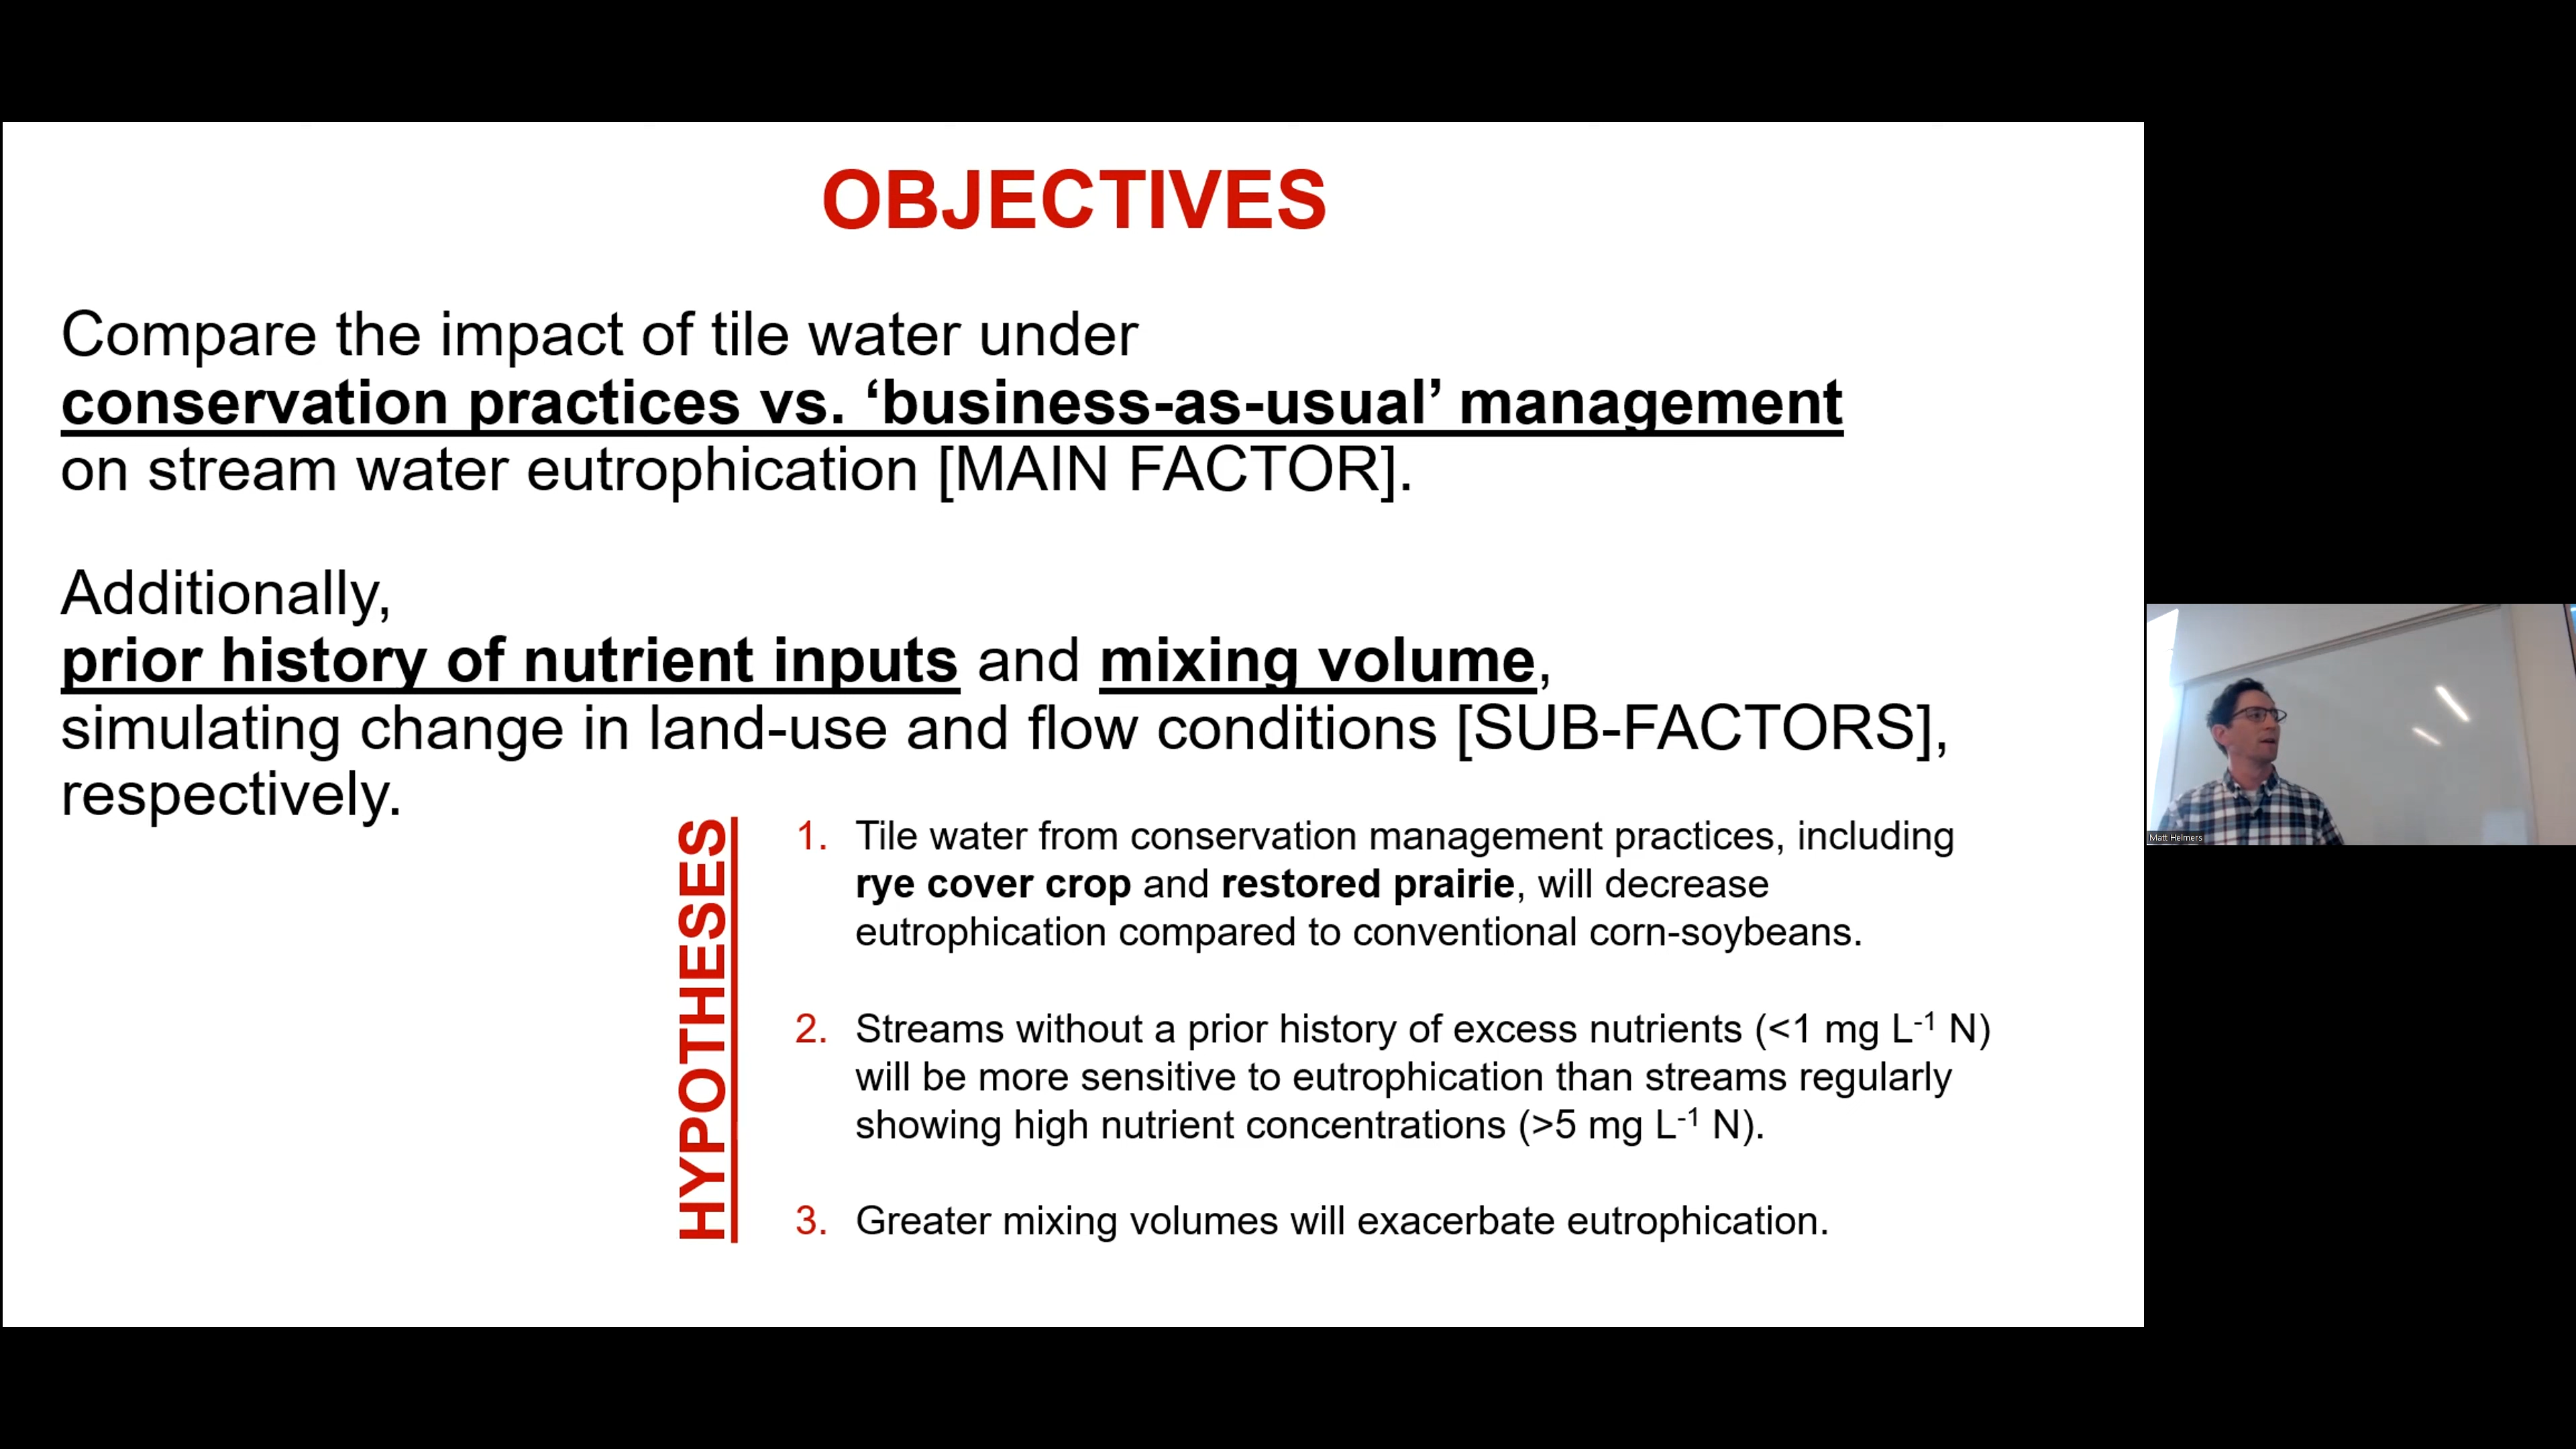 OBJECTIVES
Compare the impact of tile water under
conservation practices vs. ‘business-as-usual’ management
on stream water eutrophication [MAIN FACTOR].
Additionally,
prior history of nutrient inputs and mixing volume,
simulating change in land-use and flow conditions [SUB-FACTORS],
respectively.
HYPOTHESES
1. Tile water from conservation management practices, including
rye cover crop and restored prairie, will decrease
eutrophication compared to conventional corn-soybeans.
2. Streams without a prior history of excess nutrients (<1 mg L⁻¹ N)
will be more sensitive to eutrophication than streams regularly
showing high nutrient concentrations (>5 mg L⁻¹ N).
3. Greater mixing volumes will exacerbate eutrophication.
Matt Helmers